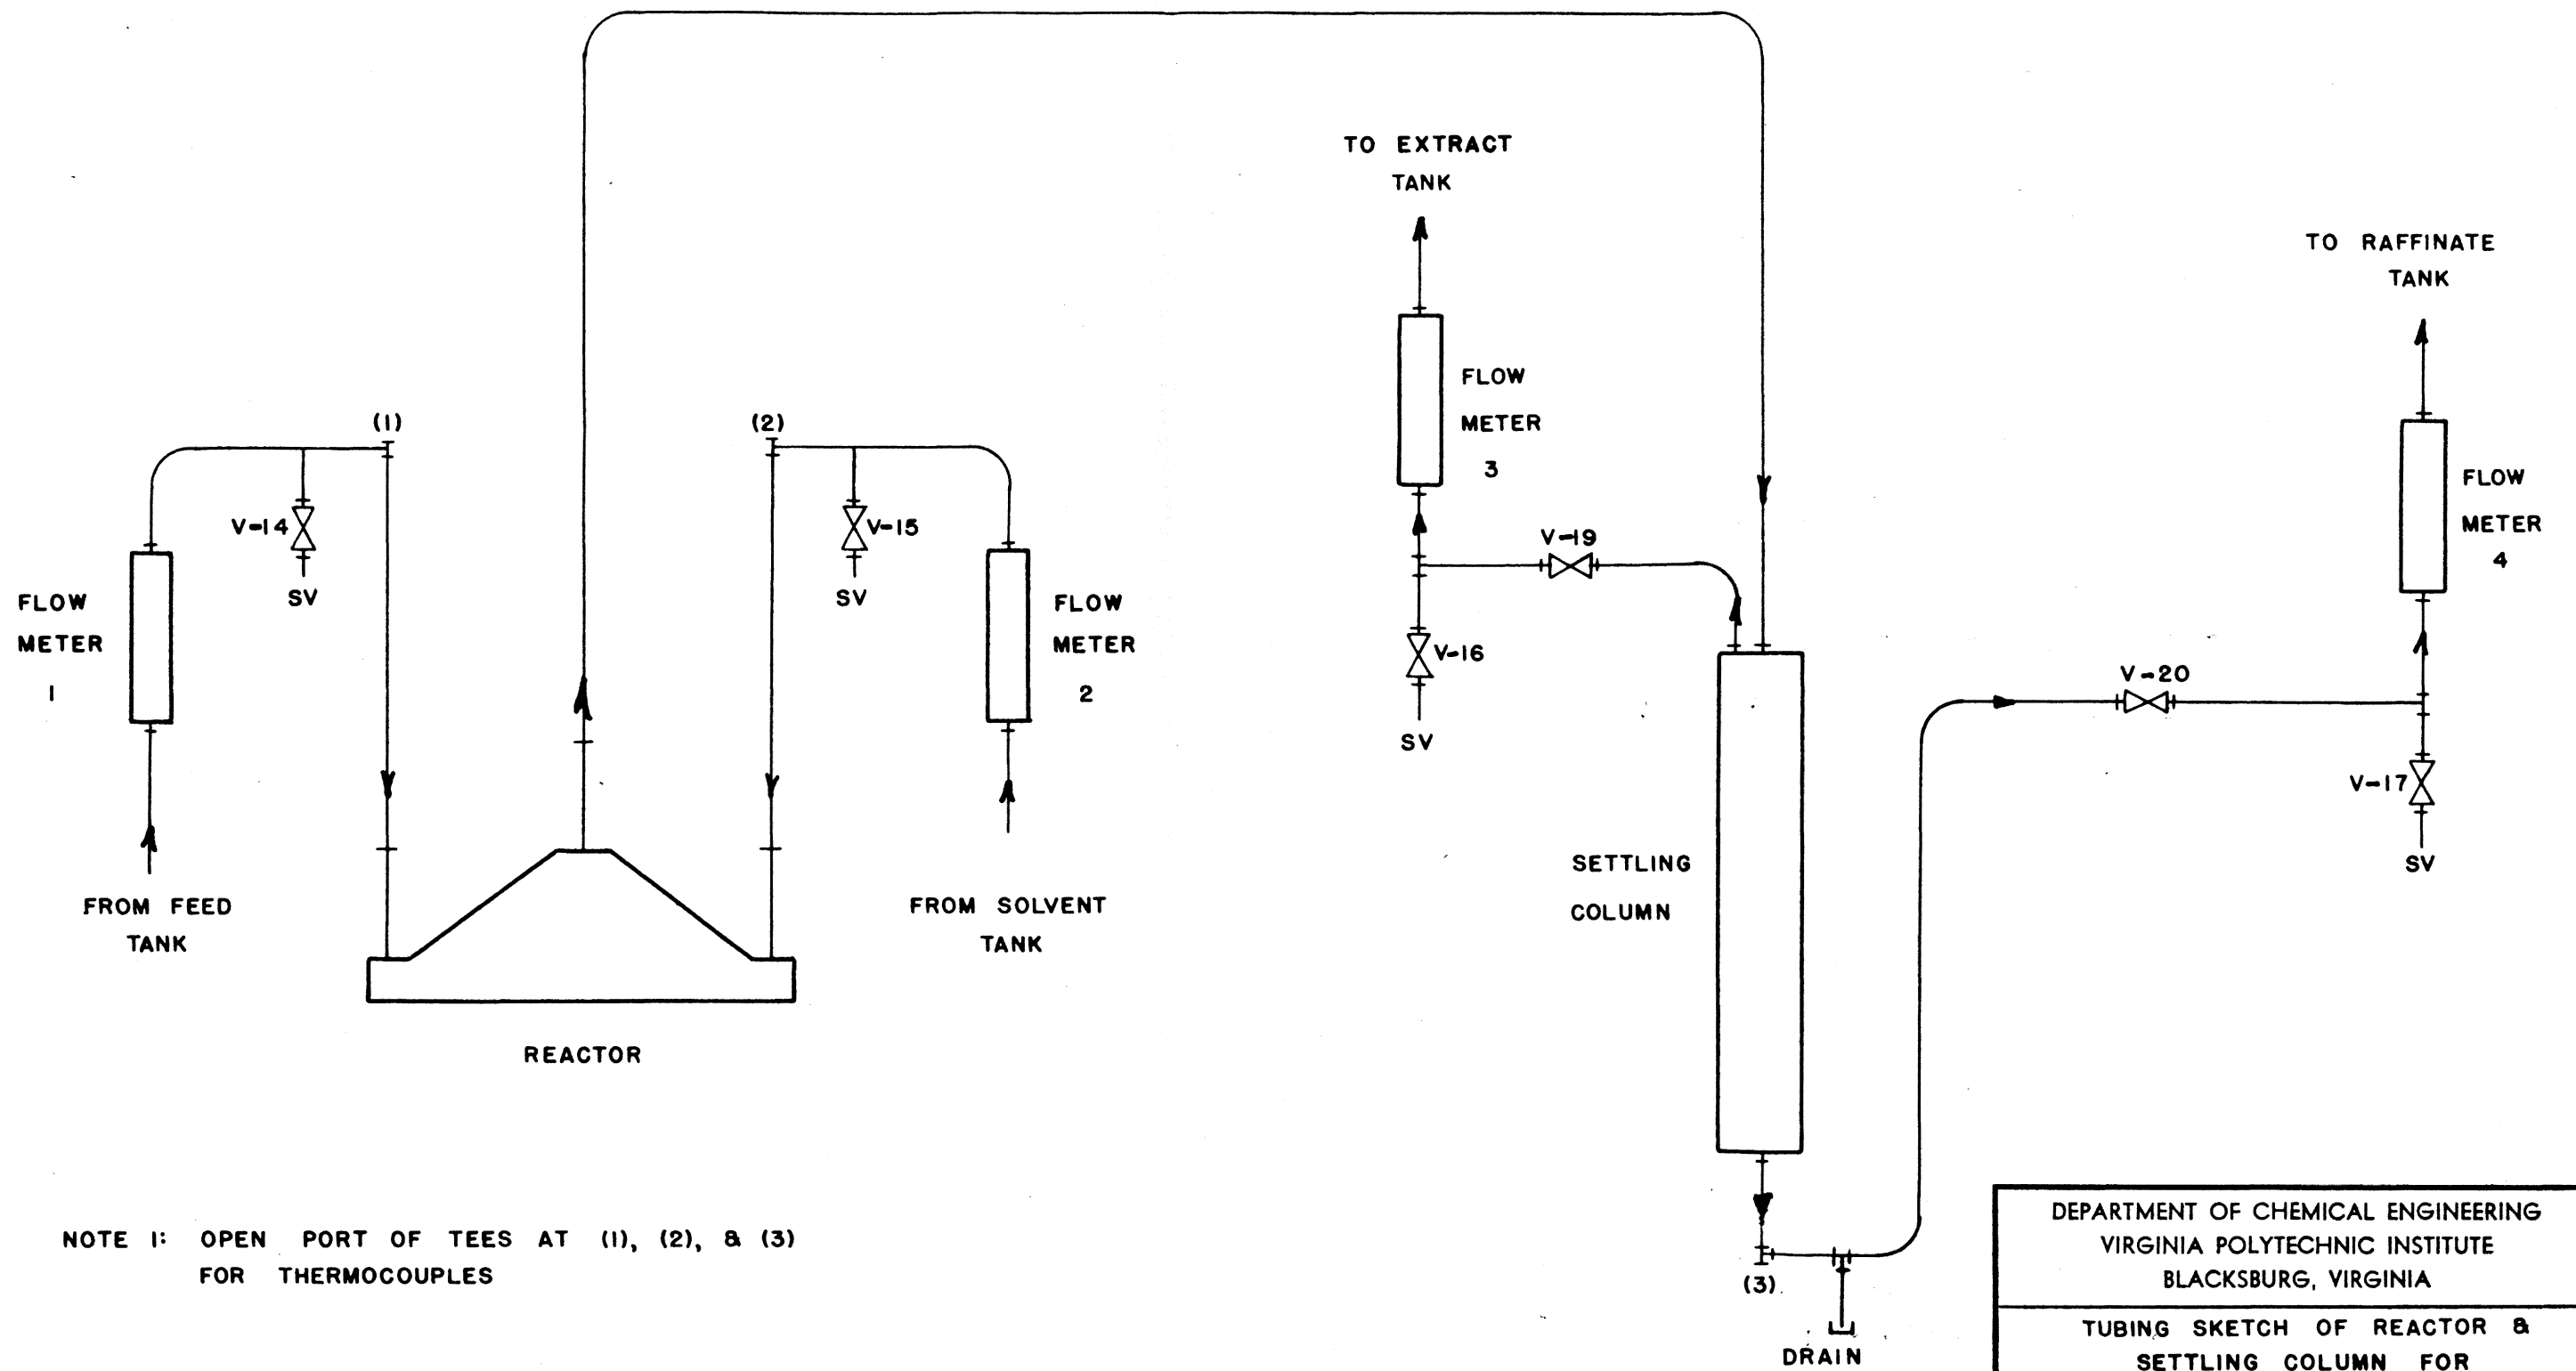 TO EXTRACT
TANK
TO RAFFINATE
TANK
FLOW
METER
3
(1)
(2)
FLOW
METER
4
V-14
V-15
V-19
SV
SV
FLOW
METER
1
FLOW
METER
2
V-16
SV
V-20
V-17
SV
SETTLING
COLUMN
FROM FEED
TANK
FROM SOLVENT
TANK
REACTOR
NOTE 1: OPEN PORT OF TEES AT (1), (2), & (3)
FOR THERMOCOUPLES
(3)
DRAIN
DEPARTMENT OF CHEMICAL ENGINEERING
VIRGINIA POLYTECHNIC INSTITUTE
BLACKSBURG, VIRGINIA
TUBING SKETCH OF REACTOR &
SETTLING COLUMN FOR